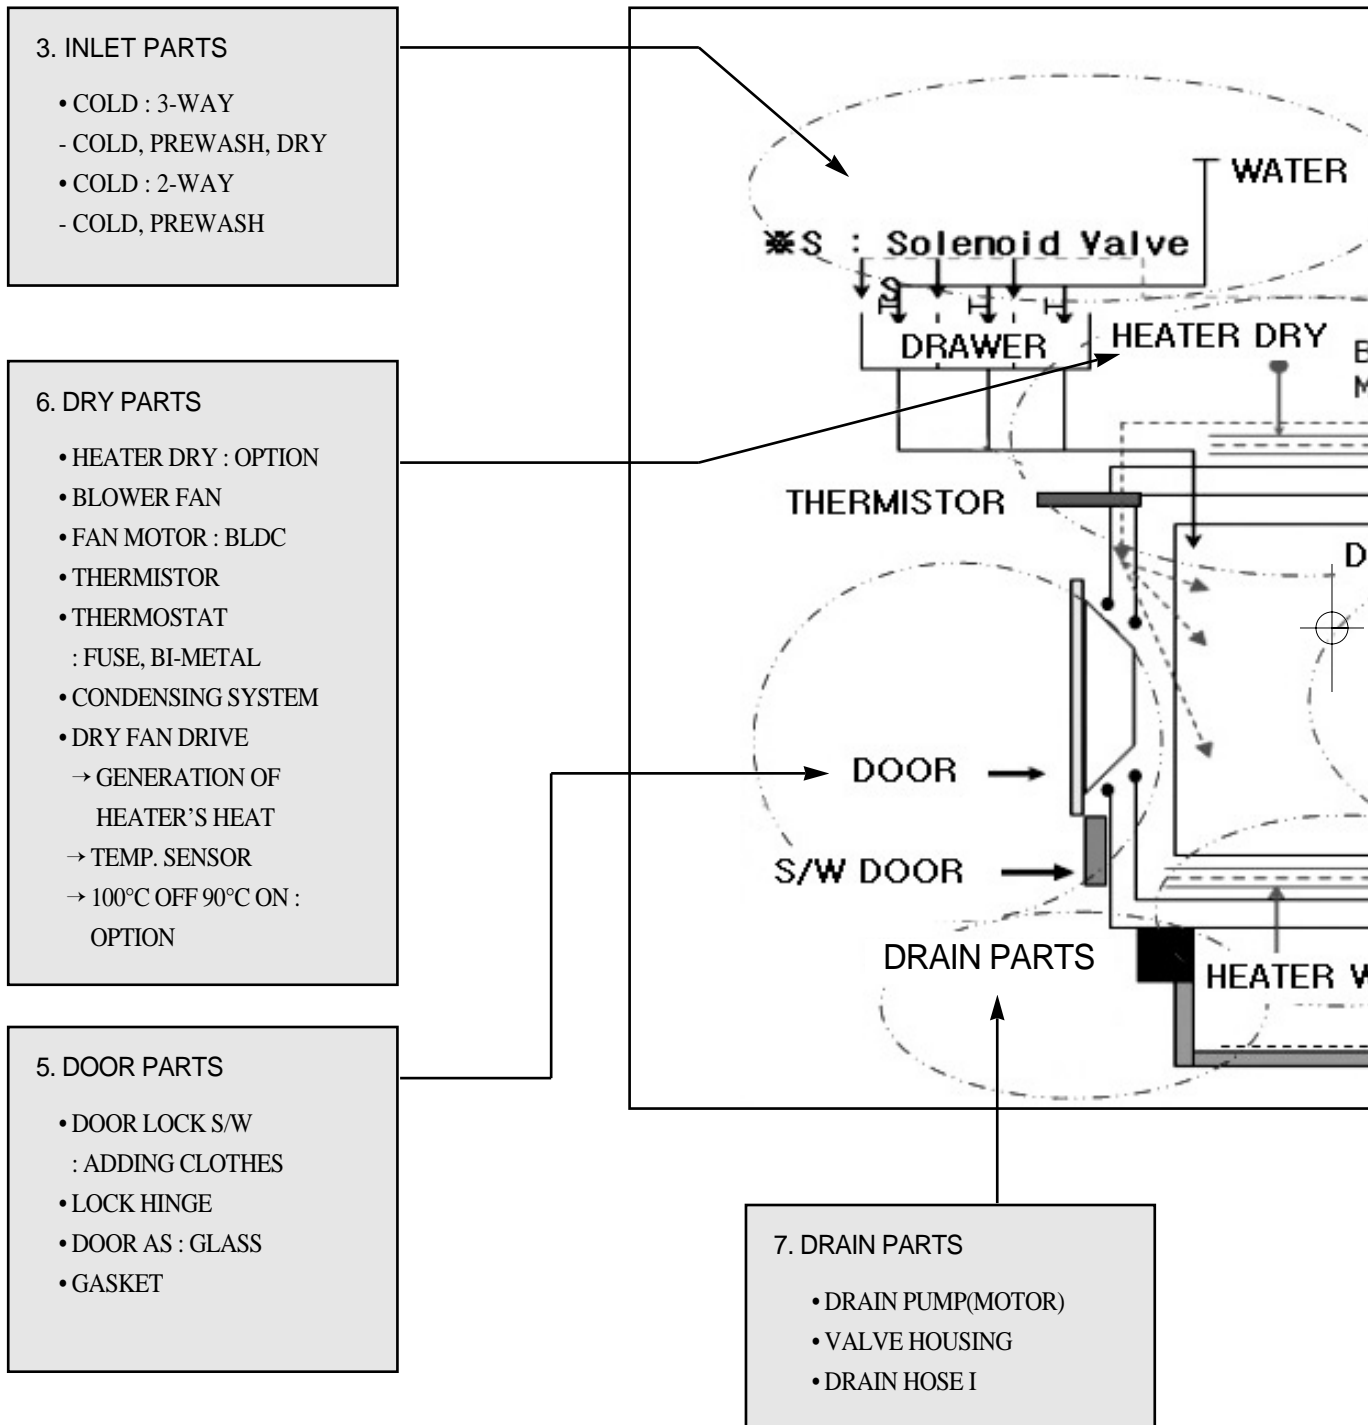 3. INLET PARTS
• COLD : 3-WAY
- COLD, PREWASH, DRY
• COLD : 2-WAY
- COLD, PREWASH
6. DRY PARTS
• HEATER DRY : OPTION
• BLOWER FAN
• FAN MOTOR : BLDC
• THERMISTOR
• THERMOSTAT
: FUSE, BI-METAL
• CONDENSING SYSTEM
• DRY FAN DRIVE
→ GENERATION OF
HEATER’S HEAT
→ TEMP. SENSOR
→ 100°C OFF 90°C ON :
OPTION
5. DOOR PARTS
• DOOR LOCK S/W
: ADDING CLOTHES
• LOCK HINGE
• DOOR AS : GLASS
• GASKET
WATER
※S : Solenoid Valve
S
DRAWER
HEATER DRY
THERMISTOR
D
DOOR
S/W DOOR
DRAIN PARTS
HEATER W
7. DRAIN PARTS
• DRAIN PUMP(MOTOR)
• VALVE HOUSING
• DRAIN HOSE I